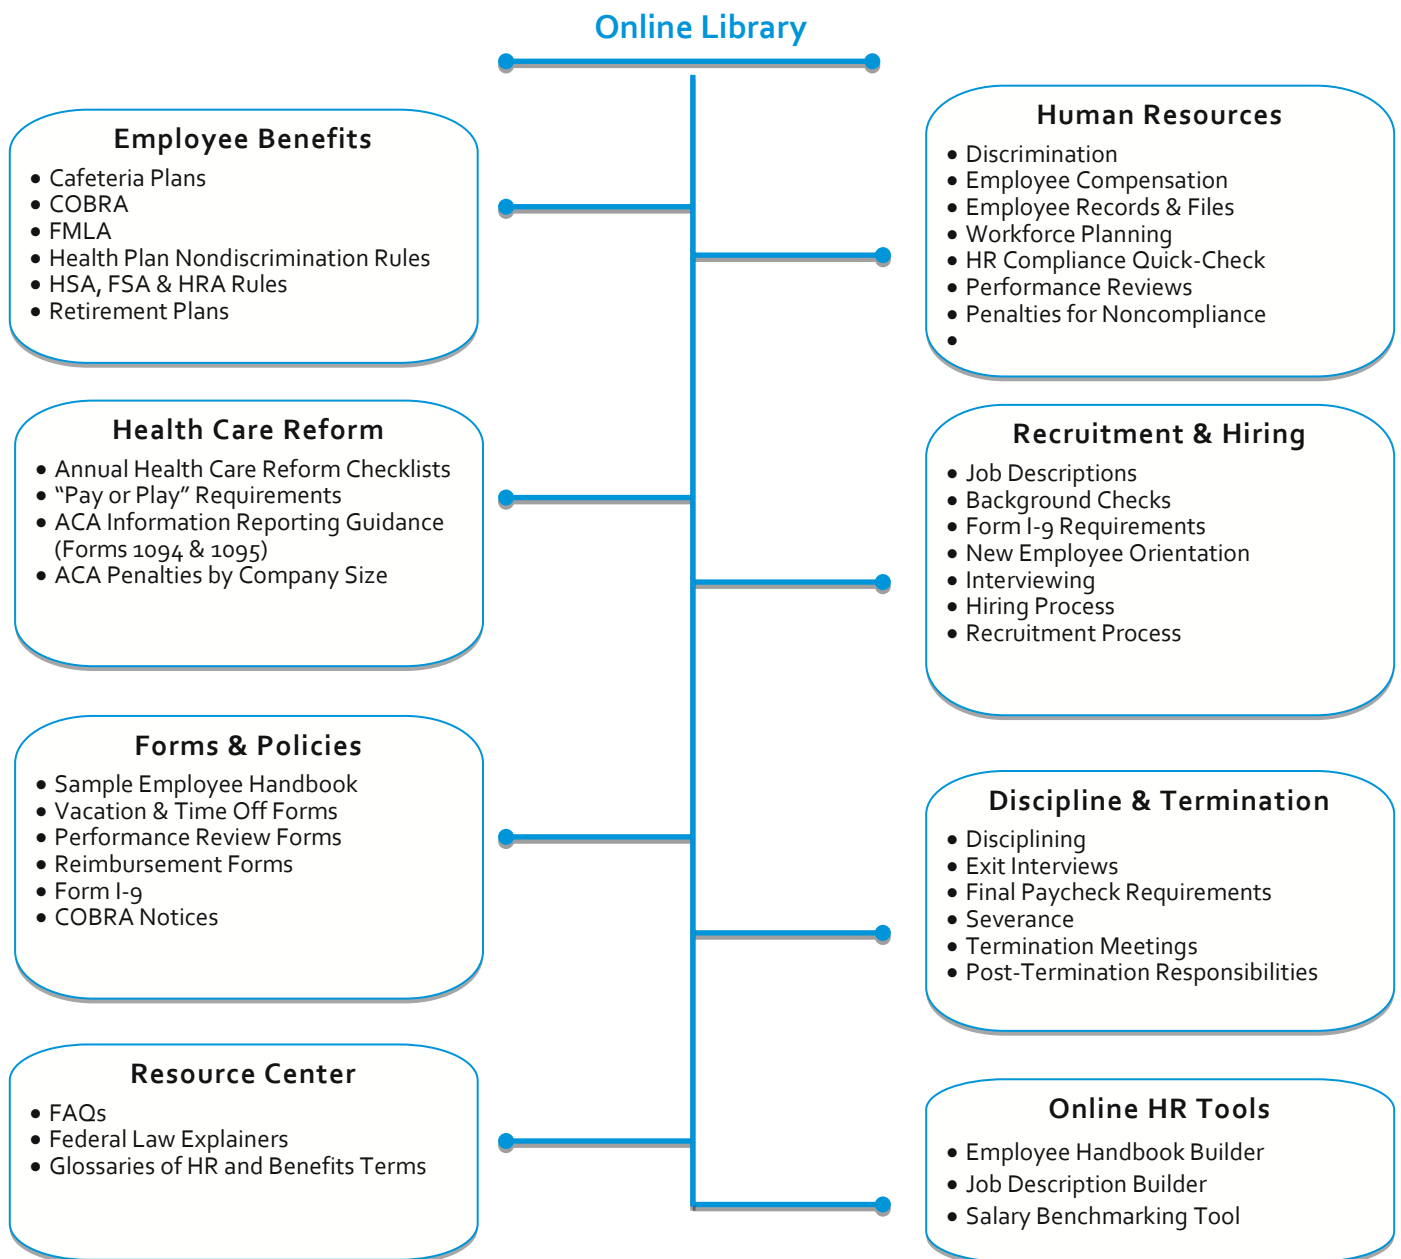 Online Library
Employee Benefits
• Cafeteria Plans
• COBRA
• FMLA
• Health Plan Nondiscrimination Rules
• HSA, FSA & HRA Rules
• Retirement Plans
Human Resources
• Discrimination
• Employee Compensation
• Employee Records & Files
• Workforce Planning
• HR Compliance Quick-Check
• Performance Reviews
• Penalties for Noncompliance
•
Health Care Reform
• Annual Health Care Reform Checklists
• “Pay or Play” Requirements
• ACA Information Reporting Guidance
(Forms 1094 & 1095)
• ACA Penalties by Company Size
Recruitment & Hiring
• Job Descriptions
• Background Checks
• Form I-9 Requirements
• New Employee Orientation
• Interviewing
• Hiring Process
• Recruitment Process
Forms & Policies
• Sample Employee Handbook
• Vacation & Time Off Forms
• Performance Review Forms
• Reimbursement Forms
• Form I-9
• COBRA Notices
Discipline & Termination
• Disciplining
• Exit Interviews
• Final Paycheck Requirements
• Severance
• Termination Meetings
• Post-Termination Responsibilities
Resource Center
• FAQs
• Federal Law Explainers
• Glossaries of HR and Benefits Terms
Online HR Tools
• Employee Handbook Builder
• Job Description Builder
• Salary Benchmarking Tool